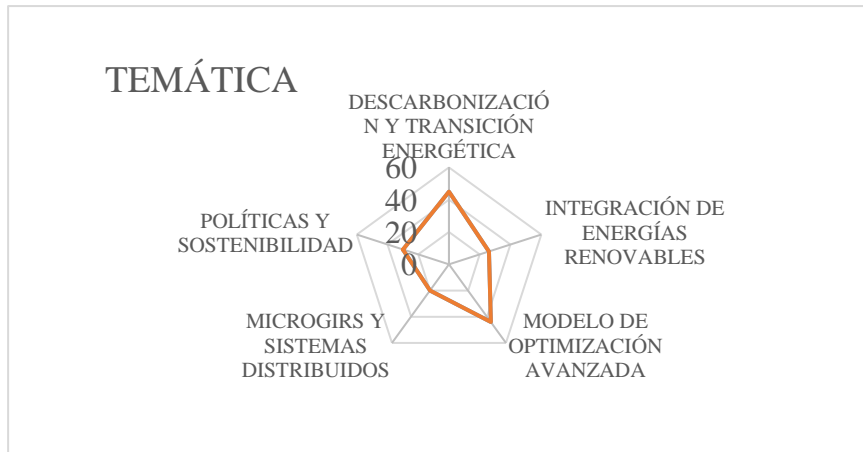 TEMÁTICA
DESCARBONIZACIÓ
N Y TRANSICIÓN
ENERGÉTICA
60
40
20
0
INTEGRACIÓN DE
ENERGÍAS
RENOVABLES
MODELO DE
OPTIMIZACIÓN
AVANZADA
MICROGIRS Y
SISTEMAS
DISTRIBUIDOS
POLÍTICAS Y
SOSTENIBILIDAD